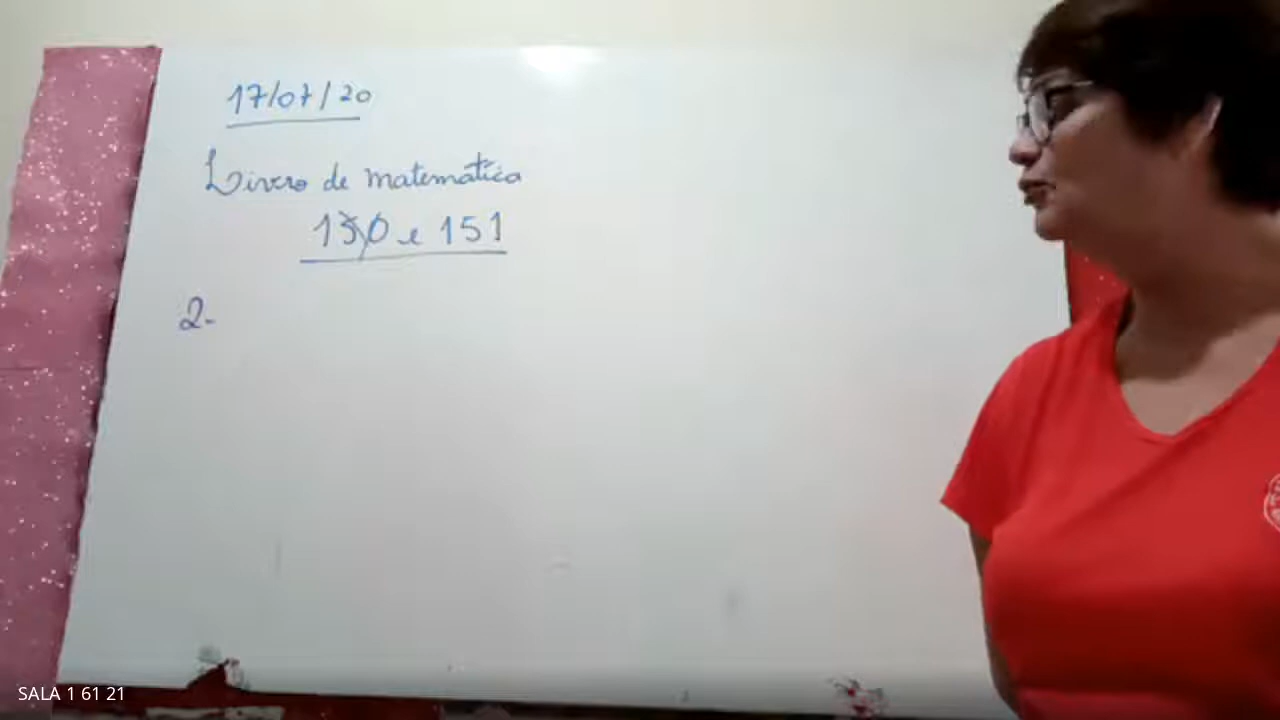 17/07/20
Livro de matemática
150 e 151
2-
SALA 1 61 21